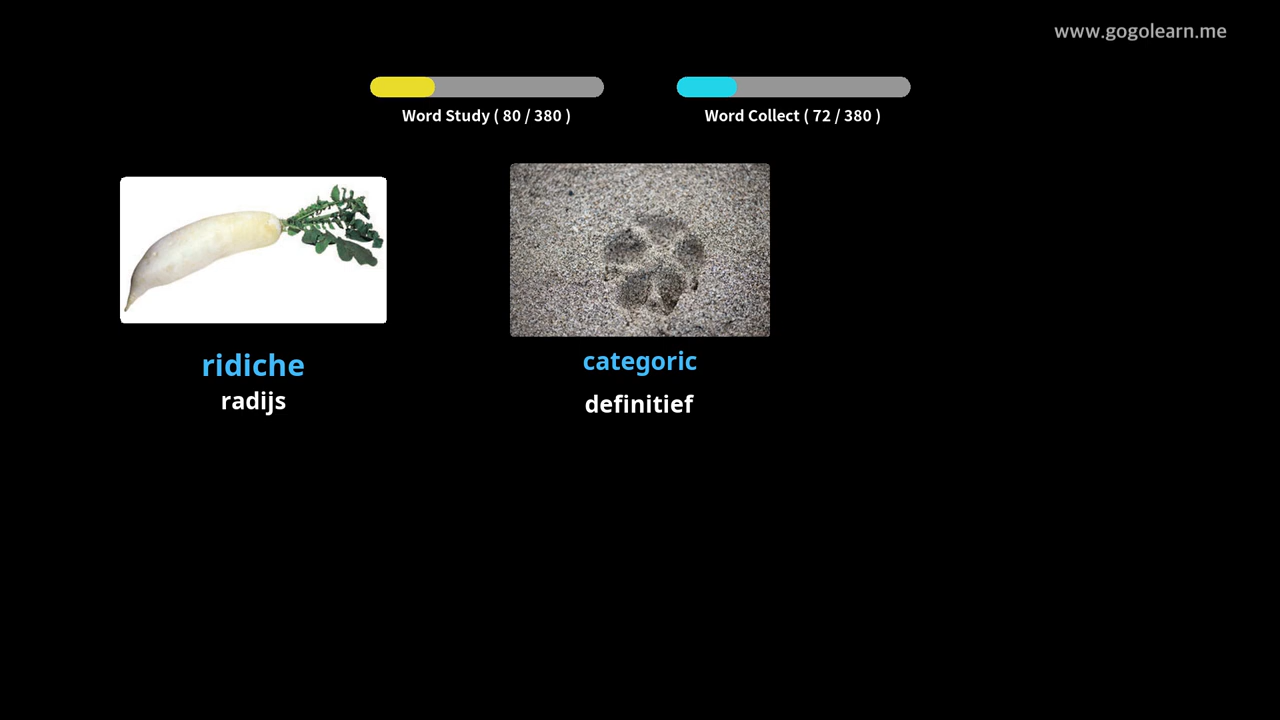 www.gogolearn.me
Word Study ( 80 / 380 )
Word Collect ( 72 / 380 )
ridiche
radijs
categoric
definitief